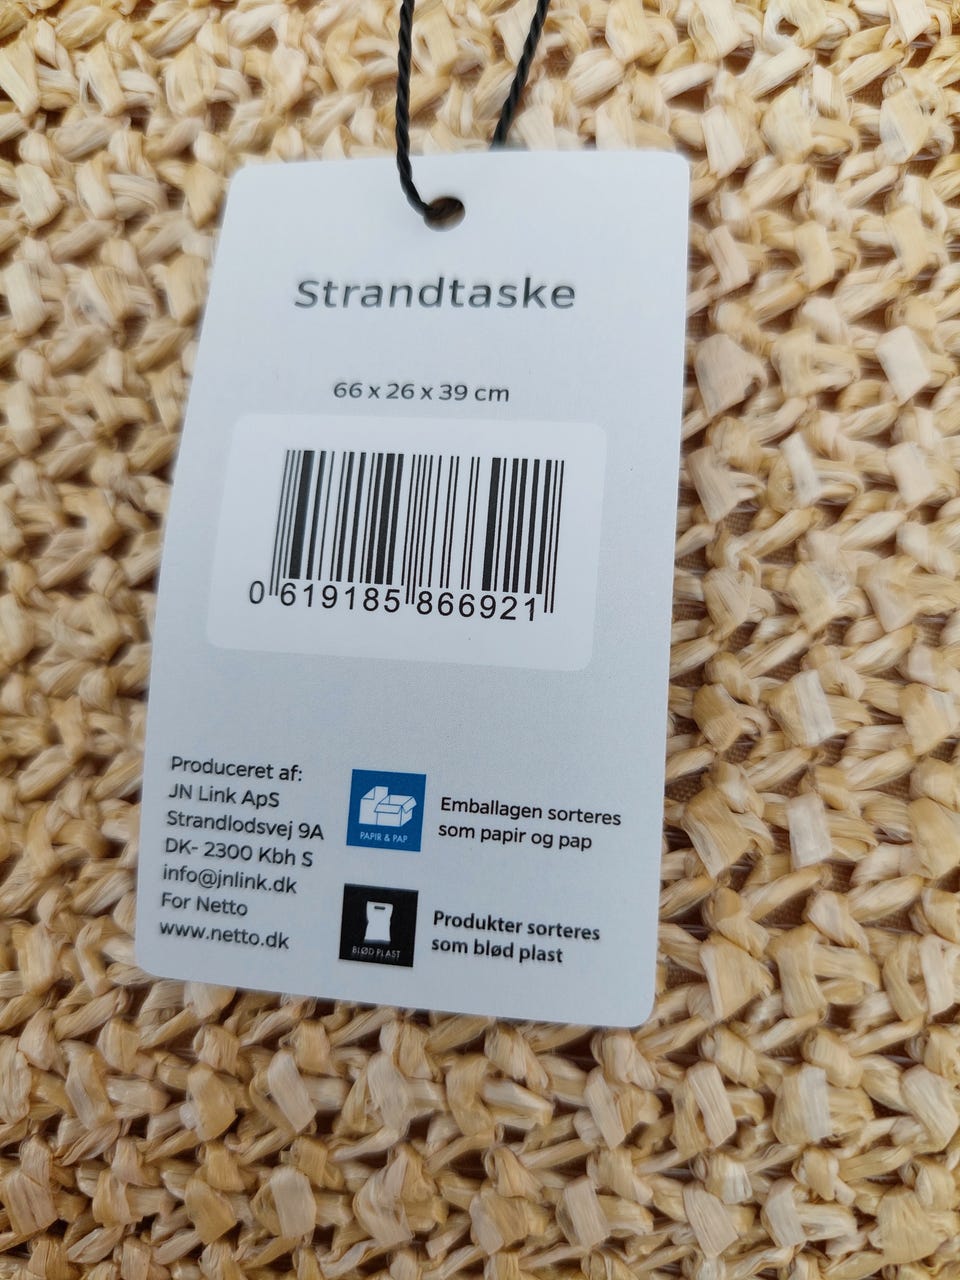 Strandtaske
66 x 26 x 39 cm
0 619185 866921
Produceret af:
JN Link ApS
Strandlodsvej 9A
DK- 2300 Kbh S
info@jnlink.dk
For Netto
www.netto.dk
PAPIR & PAP
Emballagen sorteres
som papir og pap
BLØD PLAST
Produkter sorteres
som blød plast